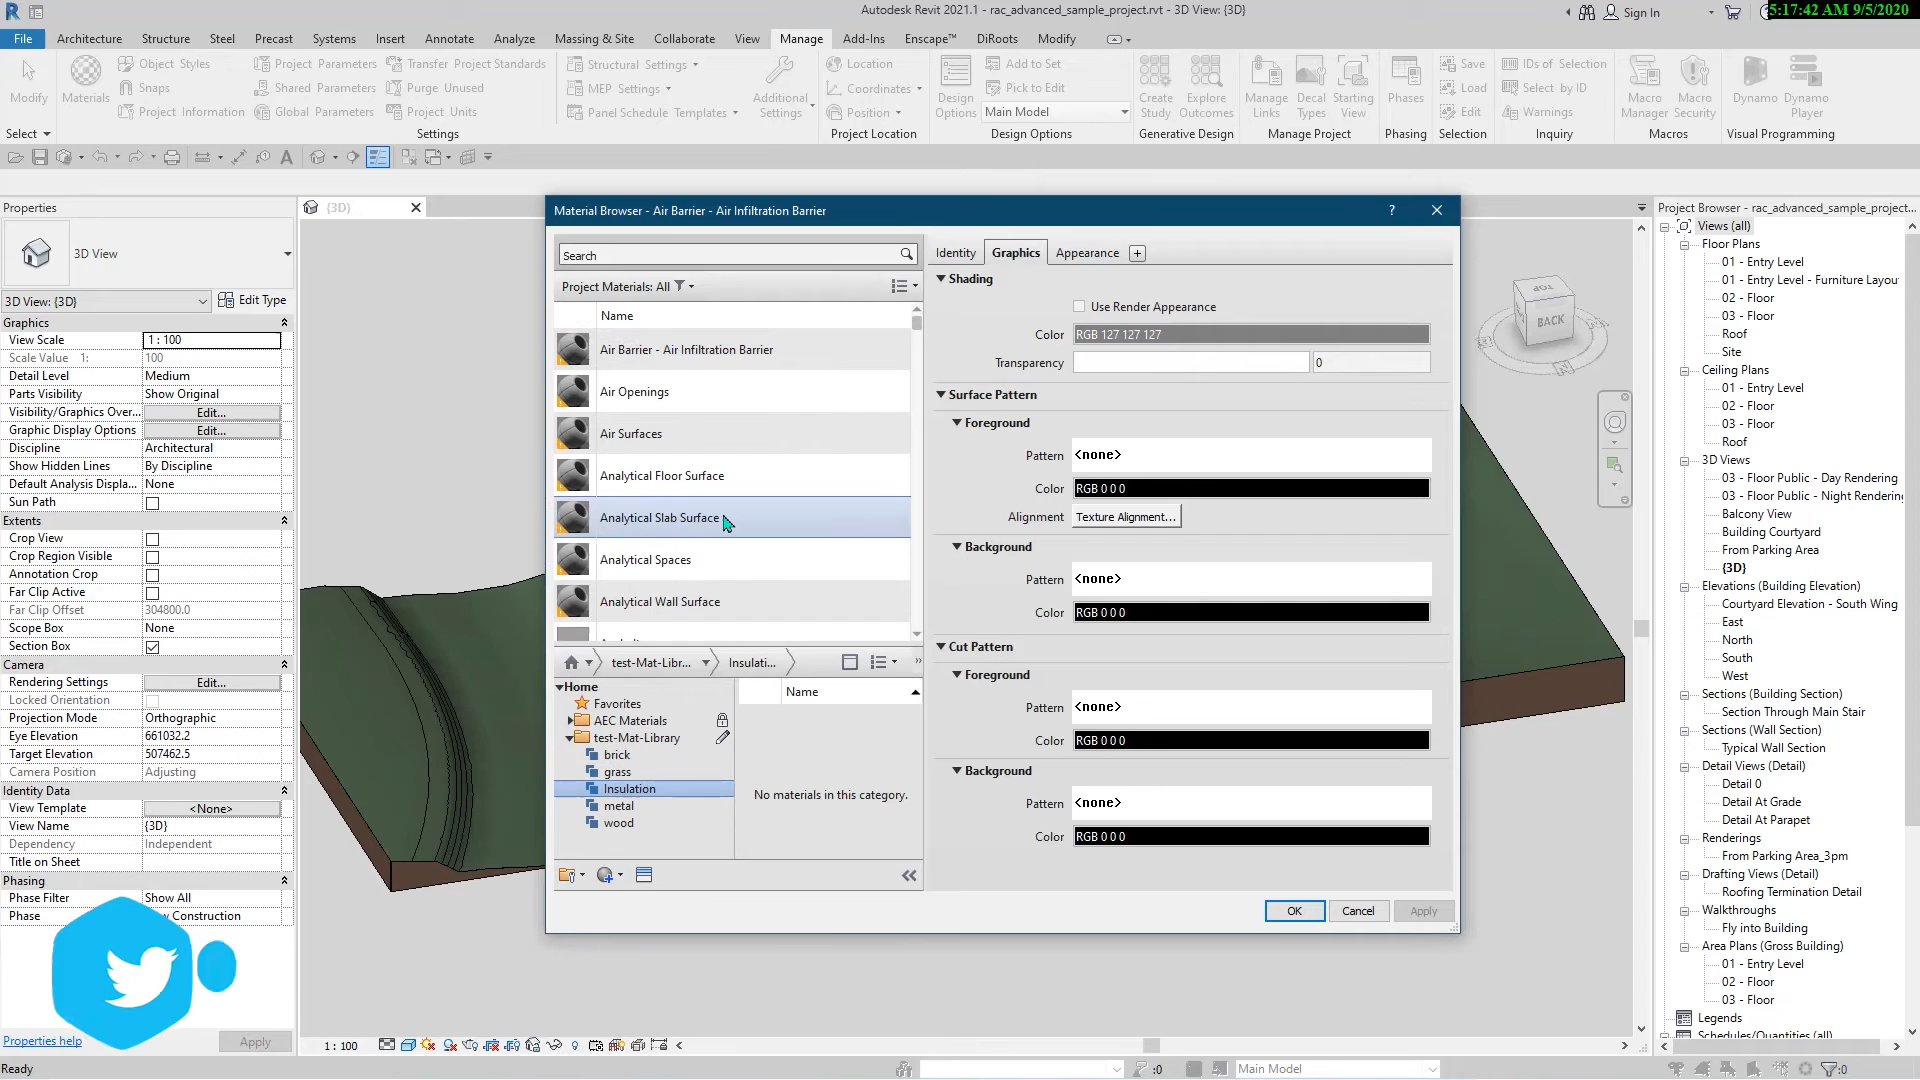 Autodesk Revit 2021.1 - rac_advanced_sample_project.rvt - 3D View: {3D}
Sign In
5:17:42 AM 9/5/2020
File Architecture Structure Steel Precast Systems Insert Annotate Analyze Massing & Site Collaborate View Manage Add-Ins Enscape™ DiRoots Modify
Object Styles Project Parameters Transfer Project Standards Structural Settings Location Add to Set Save IDs of Selection
Snaps Shared Parameters Purge Unused MEP Settings Coordinates Pick to Edit Load Select by ID
Project Information Global Parameters Project Units Panel Schedule Templates Position Main Model Edit Warnings
Modify Materials Additional Settings Design Options Create Study Explore Outcomes Manage Links Decal Types Starting View Phases Macro Manager Macro Security Dynamo Dynamo Player
Select Settings Project Location Design Options Generative Design Manage Project Phasing Selection Inquiry Macros Visual Programming
Properties
3D View
3D View: {3D} Edit Type
Graphics
View Scale 1 : 100
Scale Value 1: 100
Detail Level Medium
Parts Visibility Show Original
Visibility/Graphics Over... Edit...
Graphic Display Options Edit...
Discipline Architectural
Show Hidden Lines By Discipline
Default Analysis Displa... None
Sun Path
Extents
Crop View
Crop Region Visible
Annotation Crop
Far Clip Active
Far Clip Offset 304800.0
Scope Box None
Section Box
Camera
Rendering Settings Edit...
Locked Orientation
Projection Mode Orthographic
Eye Elevation 661032.2
Target Elevation 507462.5
Camera Position Adjusting
Identity Data
View Template <None>
View Name {3D}
Dependency Independent
Title on Sheet
Phasing
Phase Filter Show All
Phase Construction
Properties help Apply
{3D}
Material Browser - Air Barrier - Air Infiltration Barrier
Search
Project Materials: All
Name
Air Barrier - Air Infiltration Barrier
Air Openings
Air Surfaces
Analytical Floor Surface
Analytical Slab Surface
Analytical Spaces
Analytical Wall Surface
test-Mat-Libr... Insulati...
Home
Favorites
AEC Materials
test-Mat-Library
brick
grass
Insulation
metal
wood
Name
No materials in this category.
Identity Graphics Appearance
Shading
Use Render Appearance
Color RGB 127 127 127
Transparency 0
Surface Pattern
Foreground
Pattern <none>
Color RGB 0 0 0
Alignment Texture Alignment...
Background
Pattern <none>
Color RGB 0 0 0
Cut Pattern
Foreground
Pattern <none>
Color RGB 0 0 0
Background
Pattern <none>
Color RGB 0 0 0
OK Cancel Apply
TOP
BACK
Project Browser - rac_advanced_sample_project...
Views (all)
Floor Plans
01 - Entry Level
01 - Entry Level - Furniture Layou
02 - Floor
03 - Floor
Roof
Site
Ceiling Plans
01 - Entry Level
02 - Floor
03 - Floor
Roof
3D Views
03 - Floor Public - Day Rendering
03 - Floor Public - Night Rendering
Balcony View
Building Courtyard
From Parking Area
{3D}
Elevations (Building Elevation)
Courtyard Elevation - South Wing
East
North
South
West
Sections (Building Section)
Section Through Main Stair
Sections (Wall Section)
Typical Wall Section
Detail Views (Detail)
Detail 0
Detail At Grade
Detail At Parapet
Renderings
From Parking Area_3pm
Drafting Views (Detail)
Roofing Termination Detail
Walkthroughs
Fly into Building
Area Plans (Gross Building)
01 - Entry Level
02 - Floor
03 - Floor
Legends
Schedules/Quantities (all)
1 : 100
Ready
:0
Main Model
:0